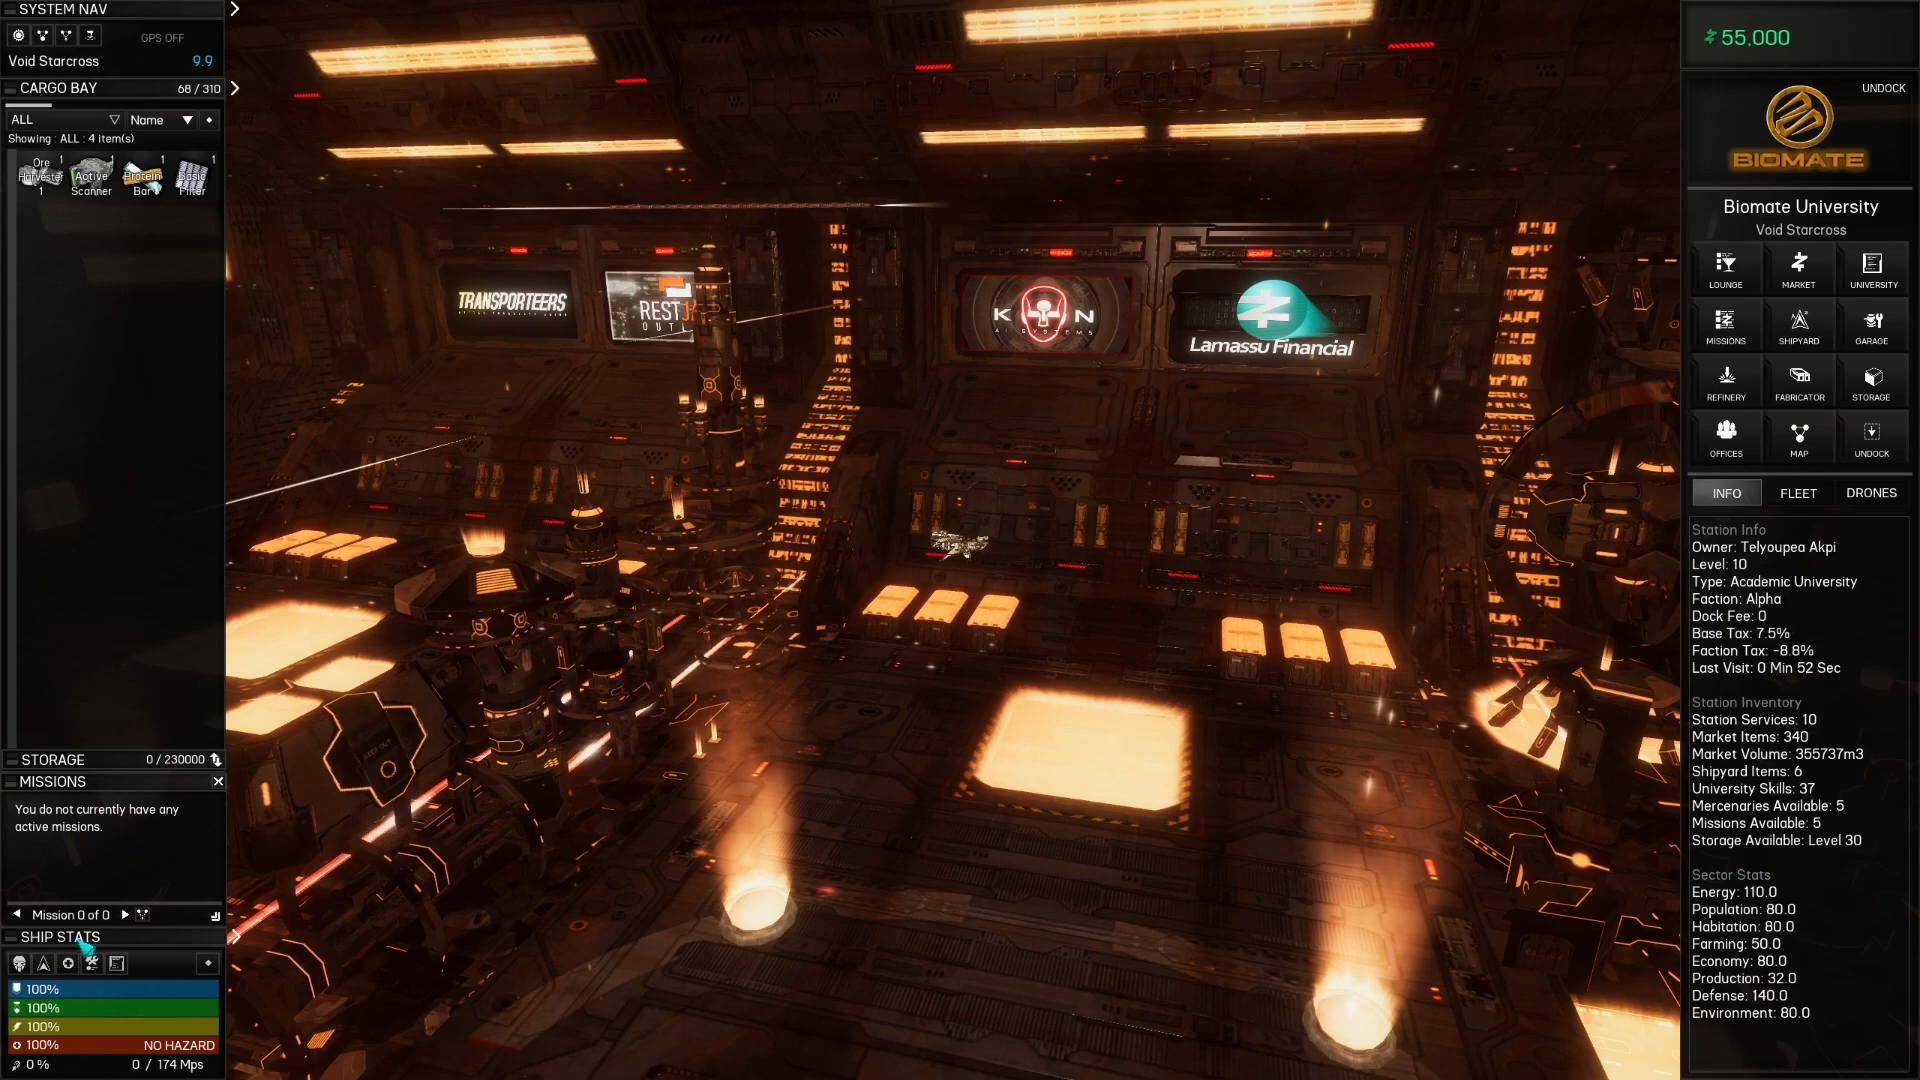 SYSTEM NAV
GPS OFF
Void Starcross 9.9
CARGO BAY 68 / 310
ALL Name
Showing : ALL : 4 item(s)
Ore Harvester 1 1
Active Scanner 1
Protein Bar 1
Basic Filter 1
STORAGE 0 / 230000
MISSIONS
You do not currently have any
active missions.
Mission 0 of 0
SHIP STATS
100%
100%
100%
100% NO HAZARD
0 % 0 / 174 Mps
TRANSPORTEERS
REST
OUTL
K N
AI SYSTEMS
Lamassu Financial
55,000
UNDOCK
BIOMATE
Biomate University
Void Starcross
LOUNGE MARKET UNIVERSITY
MISSIONS SHIPYARD GARAGE
REFINERY FABRICATOR STORAGE
OFFICES MAP UNDOCK
INFO FLEET DRONES
Station Info
Owner: Telyoupea Akpi
Level: 10
Type: Academic University
Faction: Alpha
Dock Fee: 0
Base Tax: 7.5%
Faction Tax: -8.8%
Last Visit: 0 Min 52 Sec
Station Inventory
Station Services: 10
Market Items: 340
Market Volume: 355737m3
Shipyard Items: 6
University Skills: 37
Mercenaries Available: 5
Missions Available: 5
Storage Available: Level 30
Sector Stats
Energy: 110.0
Population: 80.0
Habitation: 80.0
Farming: 50.0
Economy: 80.0
Production: 32.0
Defense: 140.0
Environment: 80.0